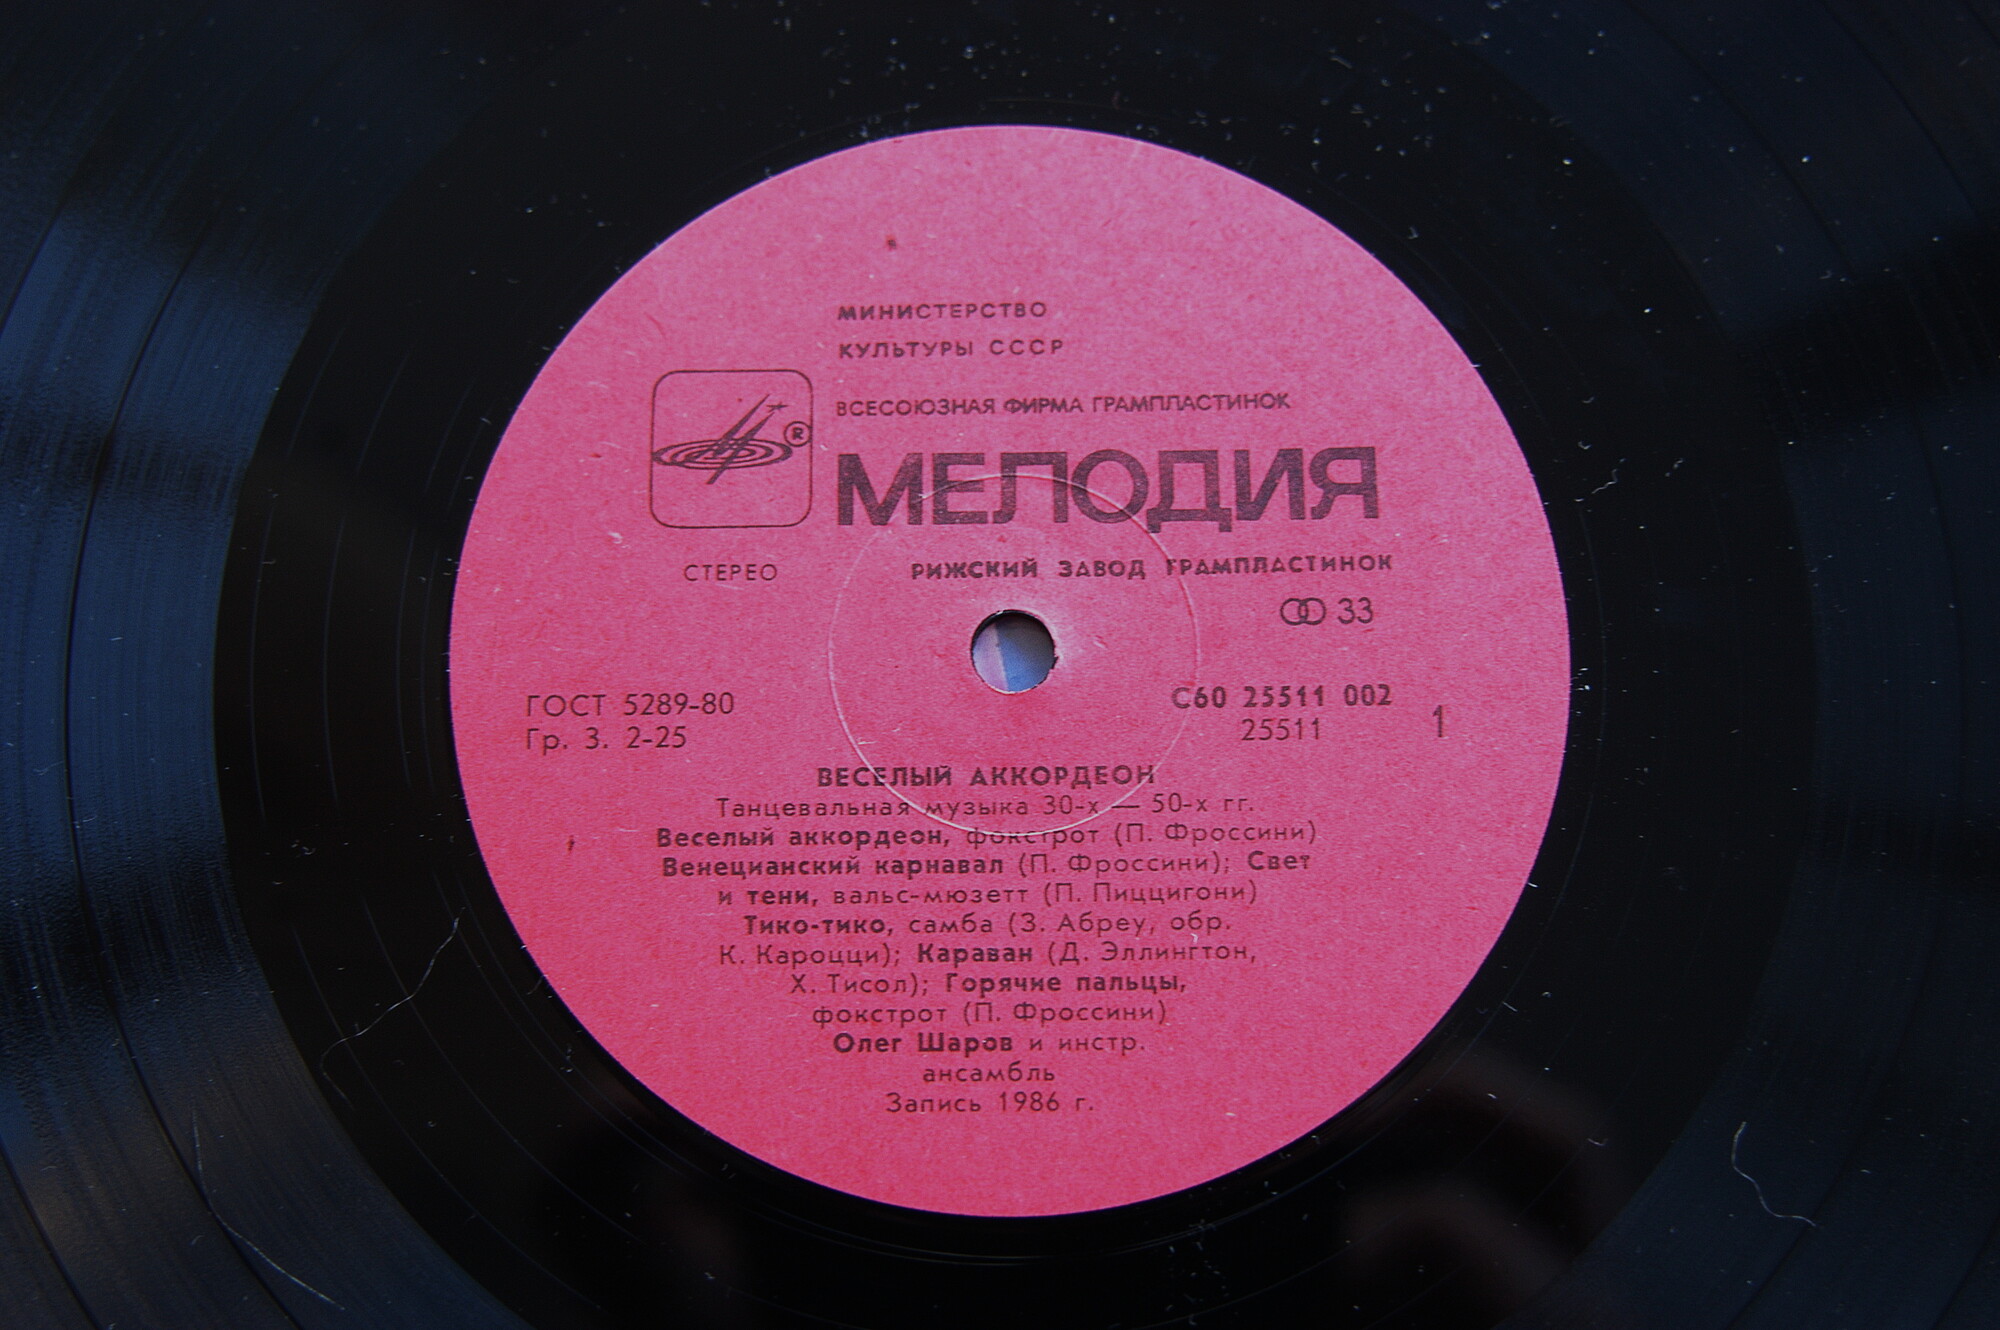 МИНИСТЕРСТВО
КУЛЬТУРЫ СССР
ВСЕСОЮЗНАЯ ФИРМА ГРАМПЛАСТИНОК
®
МЕЛОДИЯ
СТЕРЕО
РИЖСКИЙ ЗАВОД ГРАМПЛАСТИНОК
33
ГОСТ 5289-80
Гр. 3. 2-25
С60 25511 002
25511
1
ВЕСЕЛЫЙ АККОРДЕОН
Танцевальная музыка 30-х — 50-х гг.
Веселый аккордеон, фокстрот (П. Фроссини)
Венецианский карнавал (П. Фроссини); Свет
и тени, вальс-мюзетт (П. Пиццигони)
Тико-тико, самба (З. Абреу, обр.
К. Кароцци); Караван (Д. Эллингтон,
Х. Тисол); Горячие пальцы,
фокстрот (П. Фроссини)
Олег Шаров и инстр.
ансамбль
Запись 1986 г.